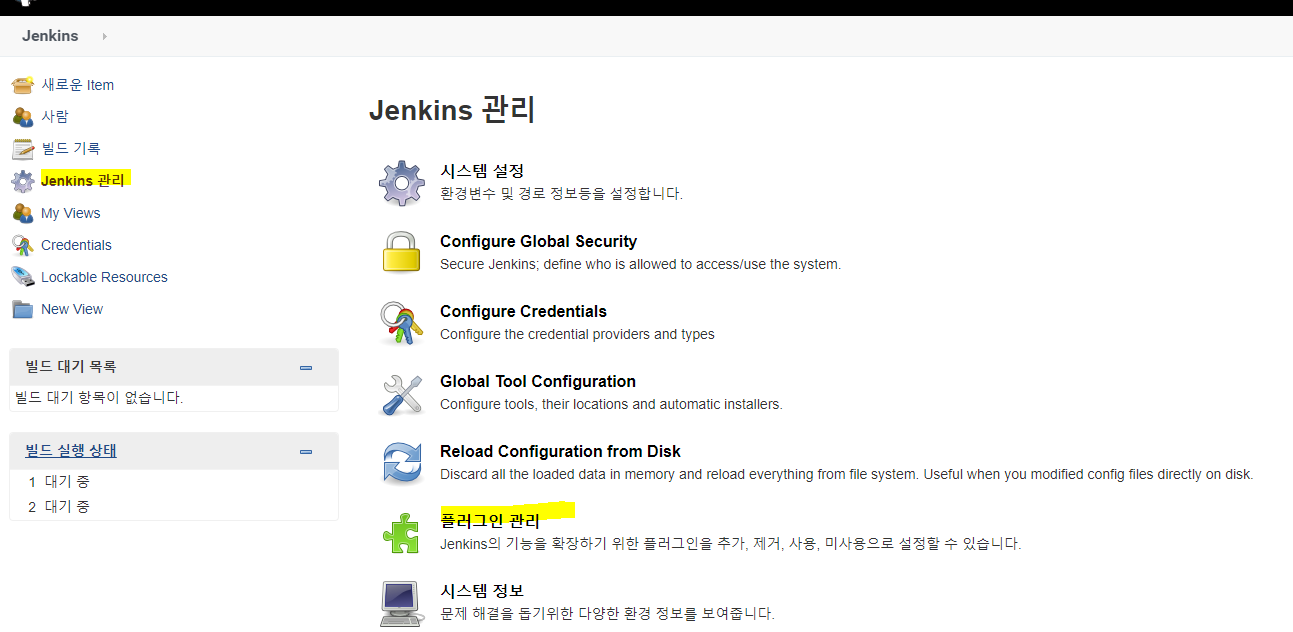 Jenkins
새로운 Item
사람
빌드 기록
Jenkins 관리
My Views
Credentials
Lockable Resources
New View
빌드 대기 목록
빌드 대기 항목이 없습니다.
빌드 실행 상태
1 대기 중
2 대기 중
Jenkins 관리
시스템 설정
환경변수 및 경로 정보등을 설정합니다.
Configure Global Security
Secure Jenkins; define who is allowed to access/use the system.
Configure Credentials
Configure the credential providers and types
Global Tool Configuration
Configure tools, their locations and automatic installers.
Reload Configuration from Disk
Discard all the loaded data in memory and reload everything from file system. Useful when you modified config files directly on disk.
플러그인 관리
Jenkins의 기능을 확장하기 위한 플러그인을 추가, 제거, 사용, 미사용으로 설정할 수 있습니다.
시스템 정보
문제 해결을 돕기위한 다양한 환경 정보를 보여줍니다.